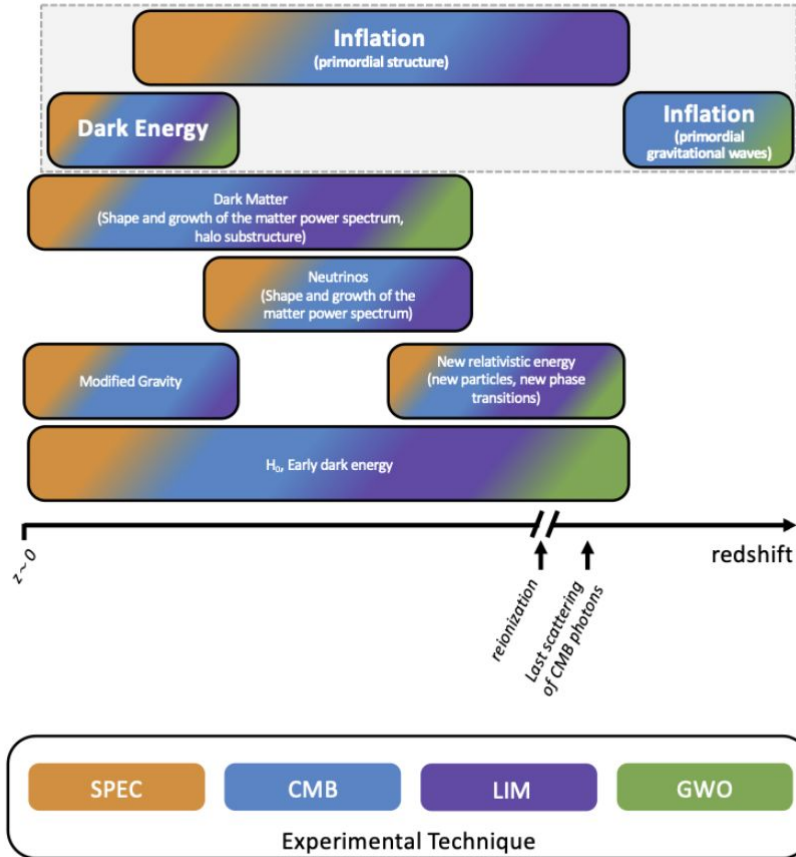 Inflation
(primordial structure)
Dark Energy
Inflation
(primordial
gravitational waves)
Dark Matter
(Shape and growth of the matter power spectrum,
halo substructure)
Neutrinos
(Shape and growth of the
matter power spectrum)
Modified Gravity
New relativistic energy
(new particles, new phase
transitions)
H₀, Early dark energy
redshift
z ~ 0
reionization
Last scattering
of CMB photons
SPEC
CMB
LIM
GWO
Experimental Technique